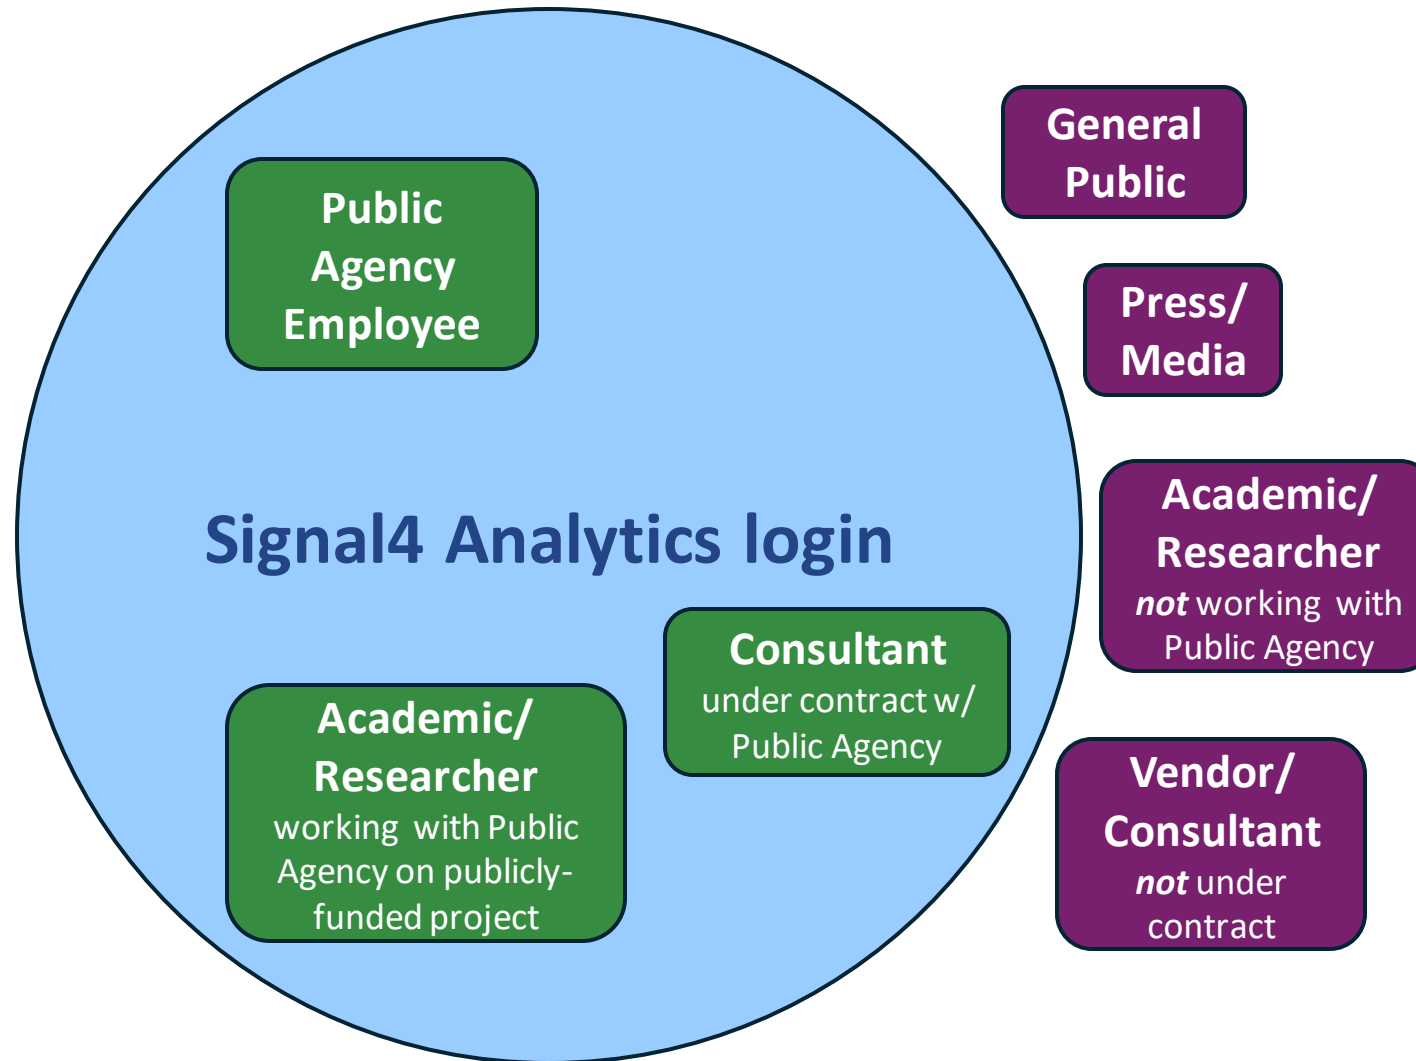 Public
Agency
Employee
Signal4 Analytics login
Consultant
under contract w/
Public Agency
Academic/
Researcher
working with Public
Agency on publicly-
funded project
General
Public
Press/
Media
Academic/
Researcher
not working with
Public Agency
Vendor/
Consultant
not under
contract